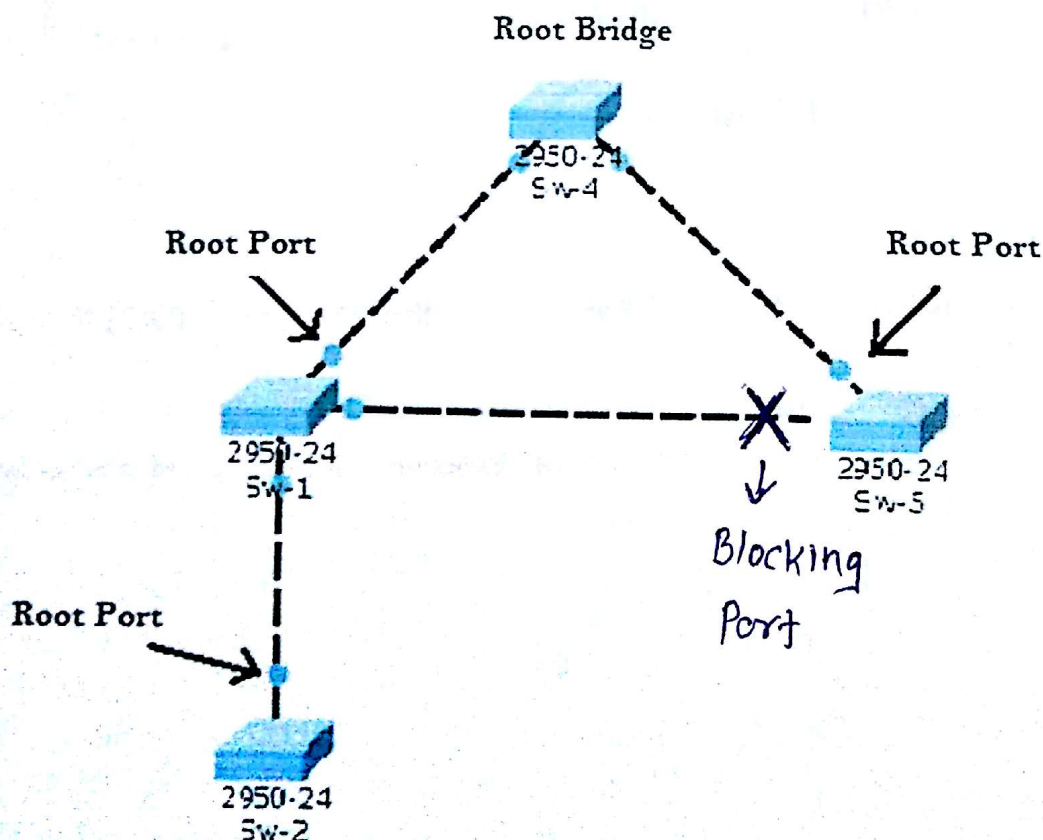 Root Bridge
2950-24
Sw-4
Root Port
Root Port
2950-24
Sw-1
2950-24
Sw-5
Blocking
Port
Root Port
2950-24
Sw-2